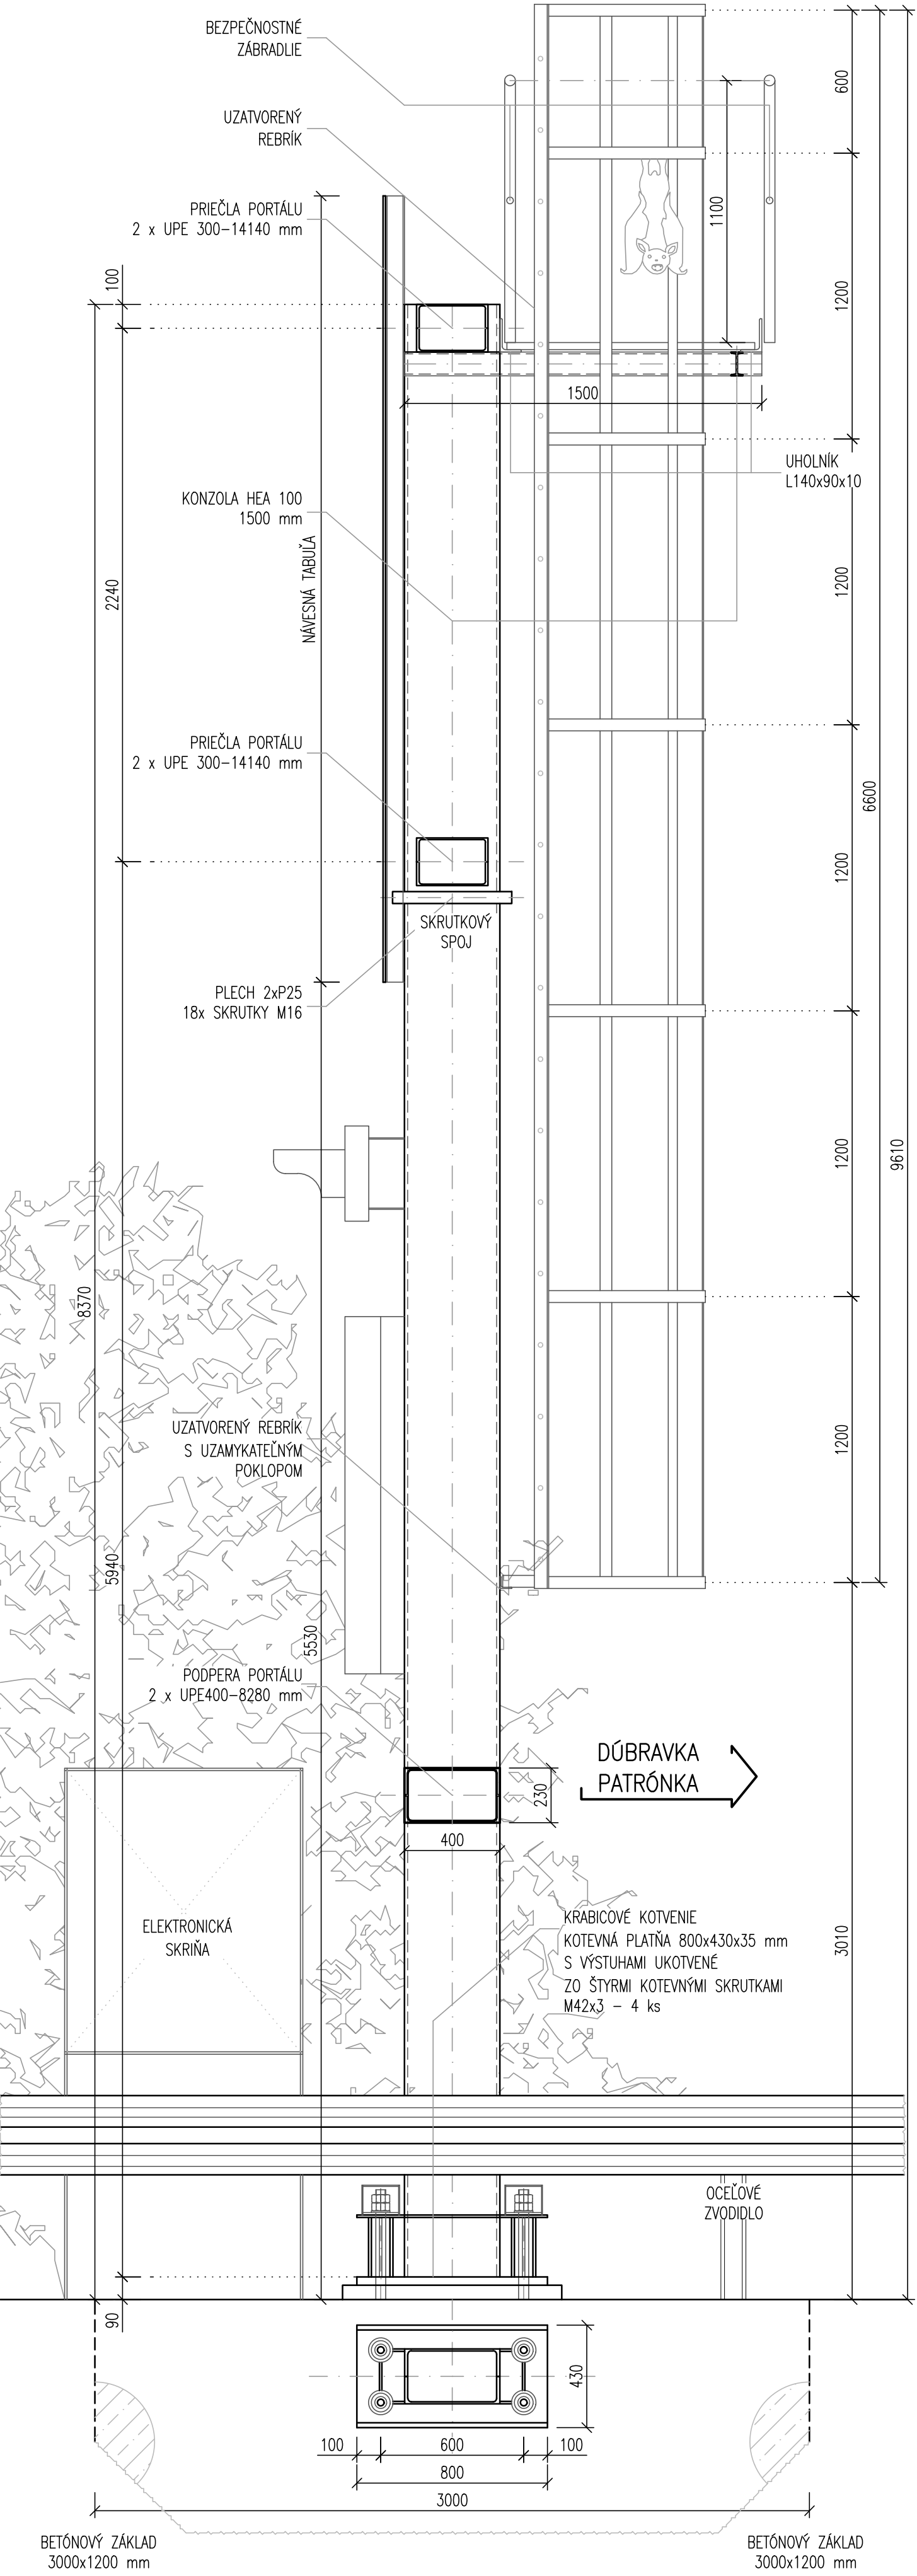 BEZPEČNOSTNÉ
ZÁBRADLIE
600
UZATVORENÝ
REBRÍK
1100
PRIEČLA PORTÁLU
2 x UPE 300-14140 mm
100
1200
1500
UHOLNÍK
L140x90x10
KONZOLA HEA 100
1500 mm
NÁVESNÁ TABUĽA
2240
1200
PRIEČLA PORTÁLU
2 x UPE 300-14140 mm
6600
1200
SKRUTKOVÝ
SPOJ
PLECH 2xP25
18x SKRUTKY M16
1200
9610
8370
UZATVORENÝ REBRÍK
S UZAMYKATEĽNÝM
POKLOPOM
1200
5940
5530
PODPERA PORTÁLU
2 x UPE400-8280 mm
DÚBRAVKA
PATRÓNKA
230
400
ELEKTRONICKÁ
SKRIŇA
KRABICOVÉ KOTVENIE
KOTEVNÁ PLATŇA 800x430x35 mm
S VÝSTUHAMI UKOTVENÉ
ZO ŠTYRMI KOTEVNÝMI SKRUTKAMI
M42x3 - 4 ks
3010
OCEĽOVÉ
ZVODIDLO
90
430
100 600 100
800
3000
BETÓNOVÝ ZÁKLAD
3000x1200 mm
BETÓNOVÝ ZÁKLAD
3000x1200 mm